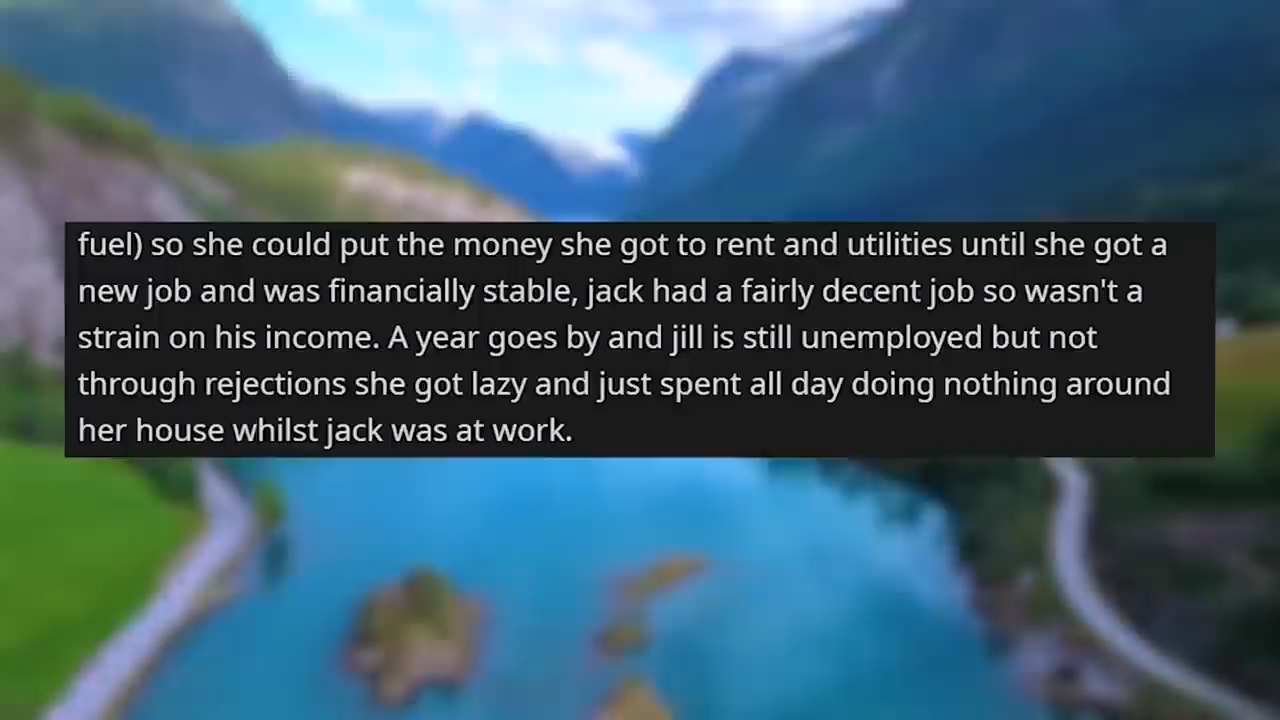 fuel) so she could put the money she got to rent and utilities until she got a
new job and was financially stable, jack had a fairly decent job so wasn't a
strain on his income. A year goes by and jill is still unemployed but not
through rejections she got lazy and just spent all day doing nothing around
her house whilst jack was at work.